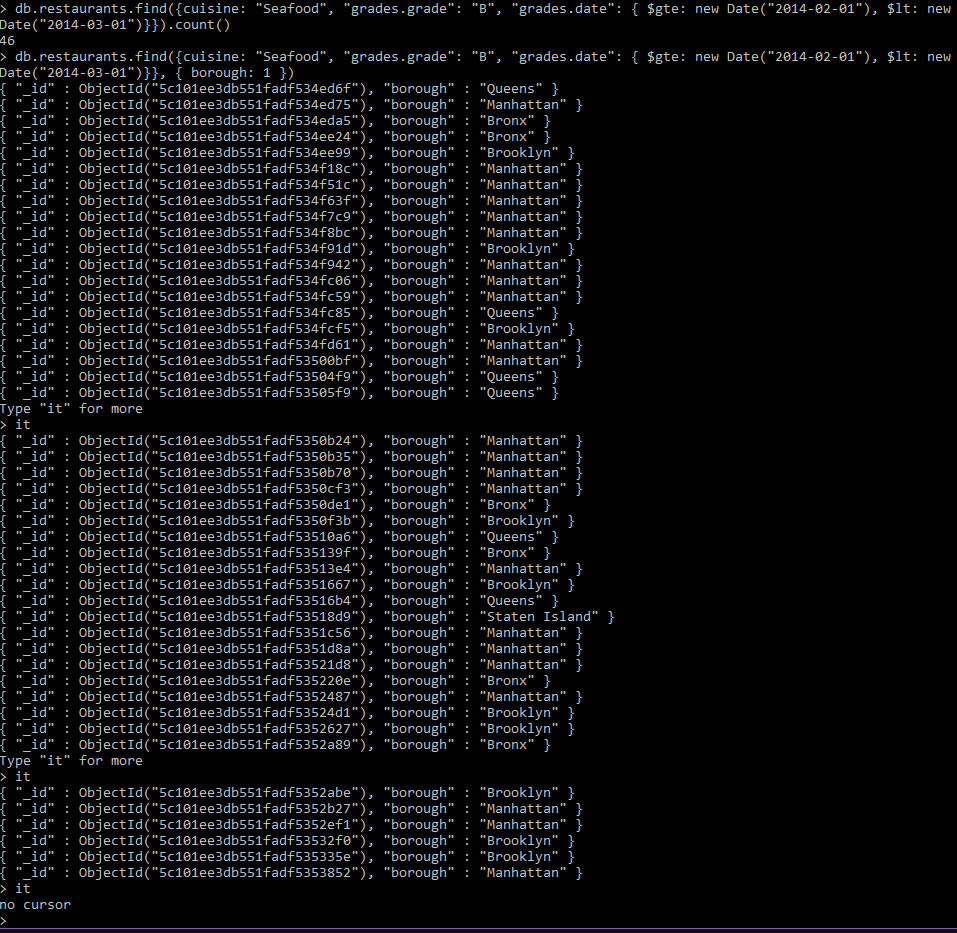 > db.restaurants.find({cuisine: "Seafood", "grades.grade": "B", "grades.date": { $gte: new Date("2014-02-01"), $lt: new
Date("2014-03-01")}}).count()
46
> db.restaurants.find({cuisine: "Seafood", "grades.grade": "B", "grades.date": { $gte: new Date("2014-02-01"), $lt: new
Date("2014-03-01")}}, { borough: 1 })
{ "_id" : ObjectId("5c101ee3db551fadf534ed6f"), "borough" : "Queens" }
{ "_id" : ObjectId("5c101ee3db551fadf534ed75"), "borough" : "Manhattan" }
{ "_id" : ObjectId("5c101ee3db551fadf534eda5"), "borough" : "Bronx" }
{ "_id" : ObjectId("5c101ee3db551fadf534ee24"), "borough" : "Bronx" }
{ "_id" : ObjectId("5c101ee3db551fadf534ee99"), "borough" : "Brooklyn" }
{ "_id" : ObjectId("5c101ee3db551fadf534f18c"), "borough" : "Manhattan" }
{ "_id" : ObjectId("5c101ee3db551fadf534f51c"), "borough" : "Manhattan" }
{ "_id" : ObjectId("5c101ee3db551fadf534f63f"), "borough" : "Manhattan" }
{ "_id" : ObjectId("5c101ee3db551fadf534f7c9"), "borough" : "Manhattan" }
{ "_id" : ObjectId("5c101ee3db551fadf534f8bc"), "borough" : "Manhattan" }
{ "_id" : ObjectId("5c101ee3db551fadf534f91d"), "borough" : "Brooklyn" }
{ "_id" : ObjectId("5c101ee3db551fadf534f942"), "borough" : "Manhattan" }
{ "_id" : ObjectId("5c101ee3db551fadf534fc06"), "borough" : "Manhattan" }
{ "_id" : ObjectId("5c101ee3db551fadf534fc59"), "borough" : "Manhattan" }
{ "_id" : ObjectId("5c101ee3db551fadf534fc85"), "borough" : "Queens" }
{ "_id" : ObjectId("5c101ee3db551fadf534fcf5"), "borough" : "Brooklyn" }
{ "_id" : ObjectId("5c101ee3db551fadf534fd61"), "borough" : "Manhattan" }
{ "_id" : ObjectId("5c101ee3db551fadf53500bf"), "borough" : "Manhattan" }
{ "_id" : ObjectId("5c101ee3db551fadf53504f9"), "borough" : "Queens" }
{ "_id" : ObjectId("5c101ee3db551fadf53505f9"), "borough" : "Queens" }
Type "it" for more
> it
{ "_id" : ObjectId("5c101ee3db551fadf5350b24"), "borough" : "Manhattan" }
{ "_id" : ObjectId("5c101ee3db551fadf5350b35"), "borough" : "Manhattan" }
{ "_id" : ObjectId("5c101ee3db551fadf5350b70"), "borough" : "Manhattan" }
{ "_id" : ObjectId("5c101ee3db551fadf5350cf3"), "borough" : "Manhattan" }
{ "_id" : ObjectId("5c101ee3db551fadf5350de1"), "borough" : "Bronx" }
{ "_id" : ObjectId("5c101ee3db551fadf5350f3b"), "borough" : "Brooklyn" }
{ "_id" : ObjectId("5c101ee3db551fadf53510a6"), "borough" : "Queens" }
{ "_id" : ObjectId("5c101ee3db551fadf535139f"), "borough" : "Bronx" }
{ "_id" : ObjectId("5c101ee3db551fadf53513e4"), "borough" : "Manhattan" }
{ "_id" : ObjectId("5c101ee3db551fadf5351667"), "borough" : "Brooklyn" }
{ "_id" : ObjectId("5c101ee3db551fadf53516b4"), "borough" : "Queens" }
{ "_id" : ObjectId("5c101ee3db551fadf53518d9"), "borough" : "Staten Island" }
{ "_id" : ObjectId("5c101ee3db551fadf5351c56"), "borough" : "Manhattan" }
{ "_id" : ObjectId("5c101ee3db551fadf5351d8a"), "borough" : "Manhattan" }
{ "_id" : ObjectId("5c101ee3db551fadf53521d8"), "borough" : "Manhattan" }
{ "_id" : ObjectId("5c101ee3db551fadf535220e"), "borough" : "Bronx" }
{ "_id" : ObjectId("5c101ee3db551fadf5352487"), "borough" : "Manhattan" }
{ "_id" : ObjectId("5c101ee3db551fadf53524d1"), "borough" : "Brooklyn" }
{ "_id" : ObjectId("5c101ee3db551fadf5352627"), "borough" : "Brooklyn" }
{ "_id" : ObjectId("5c101ee3db551fadf5352a89"), "borough" : "Bronx" }
Type "it" for more
> it
{ "_id" : ObjectId("5c101ee3db551fadf5352abe"), "borough" : "Brooklyn" }
{ "_id" : ObjectId("5c101ee3db551fadf5352b27"), "borough" : "Manhattan" }
{ "_id" : ObjectId("5c101ee3db551fadf5352ef1"), "borough" : "Manhattan" }
{ "_id" : ObjectId("5c101ee3db551fadf53532f0"), "borough" : "Brooklyn" }
{ "_id" : ObjectId("5c101ee3db551fadf535335e"), "borough" : "Brooklyn" }
{ "_id" : ObjectId("5c101ee3db551fadf5353852"), "borough" : "Manhattan" }
> it
no cursor
>